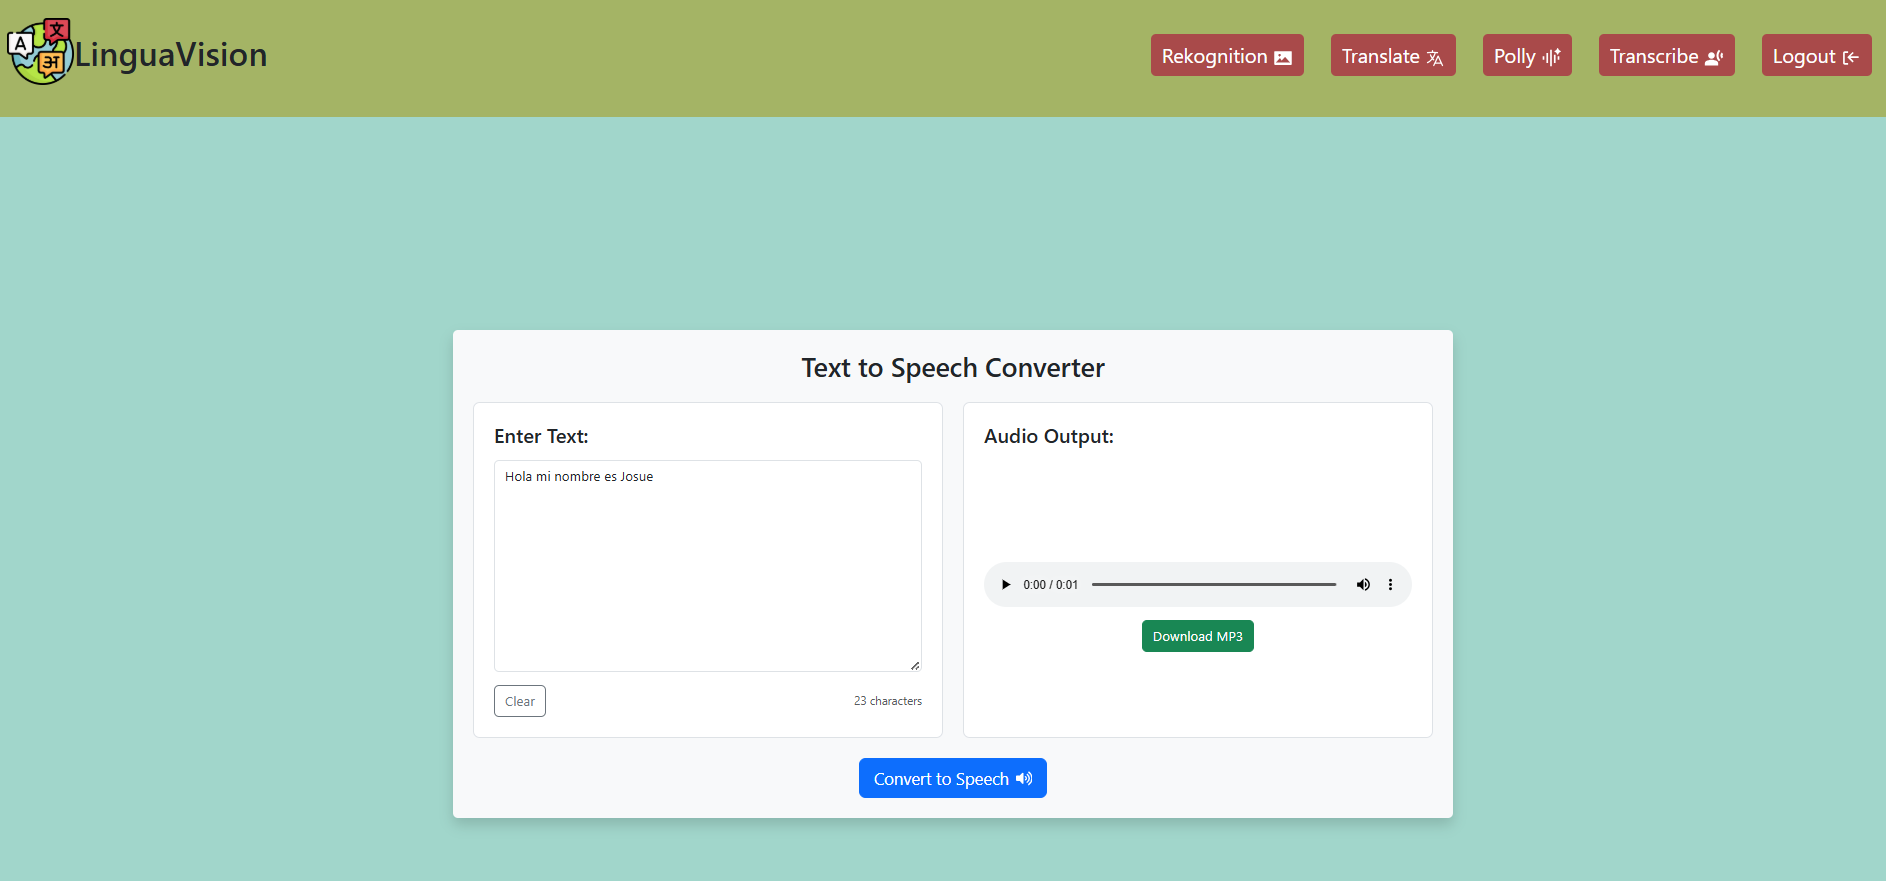 LinguaVision
Rekognition
Translate
Polly
Transcribe
Logout
Text to Speech Converter
Enter Text:
Hola mi nombre es Josue
Clear
23 characters
Audio Output:
0:00 / 0:01
Download MP3
Convert to Speech